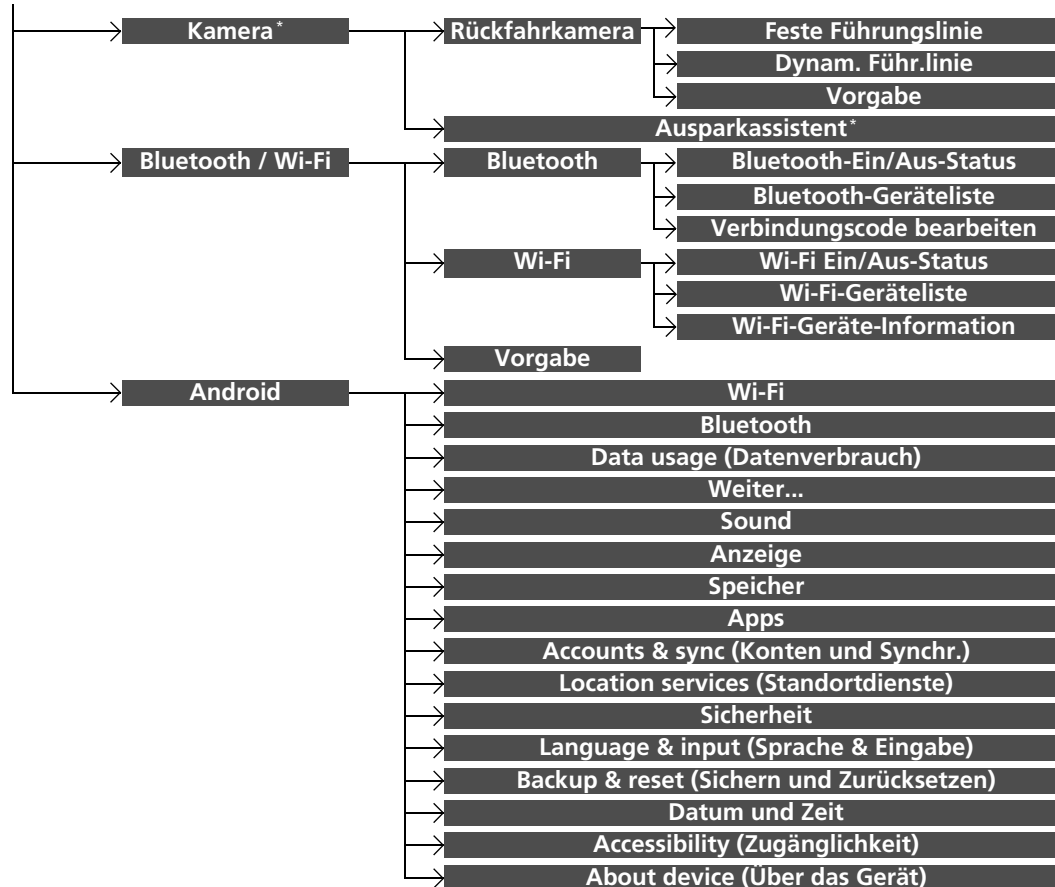 Kamera* Rückfahrkamera Feste Führungslinie
Dynam. Führ.linie
Vorgabe
Ausparkassistent*
Bluetooth / Wi-Fi Bluetooth Bluetooth-Ein/Aus-Status
Bluetooth-Geräteliste
Verbindungscode bearbeiten
Wi-Fi Wi-Fi Ein/Aus-Status
Wi-Fi-Geräteliste
Wi-Fi-Geräte-Information
Vorgabe
Android Wi-Fi
Bluetooth
Data usage (Datenverbrauch)
Weiter...
Sound
Anzeige
Speicher
Apps
Accounts & sync (Konten und Synchr.)
Location services (Standortdienste)
Sicherheit
Language & input (Sprache & Eingabe)
Backup & reset (Sichern und Zurücksetzen)
Datum und Zeit
Accessibility (Zugänglichkeit)
About device (Über das Gerät)